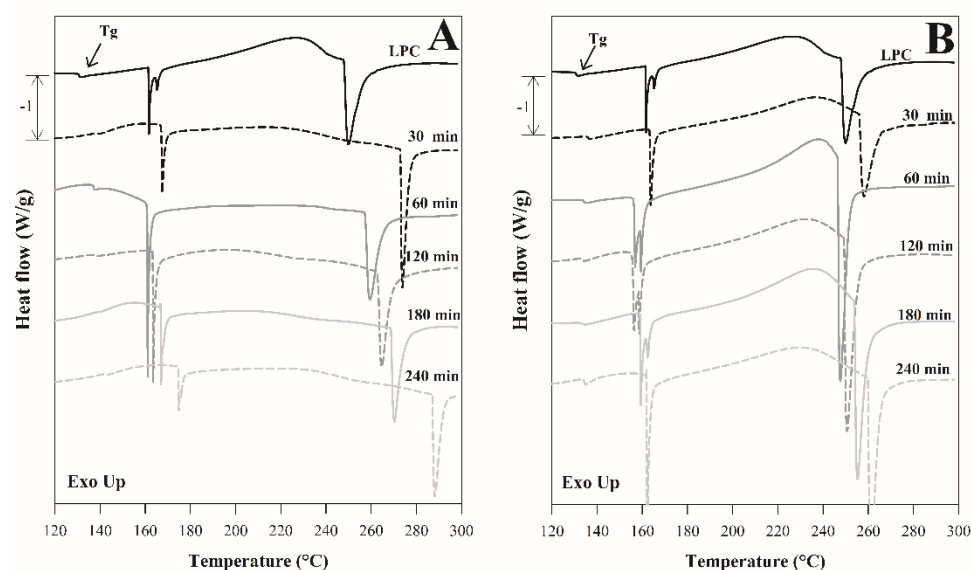 A
Tg
LPC
-1
30 min
60 min
120 min
180 min
240 min
Exo Up
Heat flow (W/g)
120 140 160 180 200 220 240 260 280 300
Temperature (°C)
B
Tg
LPC
-1
30 min
60 min
120 min
180 min
240 min
Exo Up
Heat flow (W/g)
120 140 160 180 200 220 240 260 280 300
Temperature (°C)